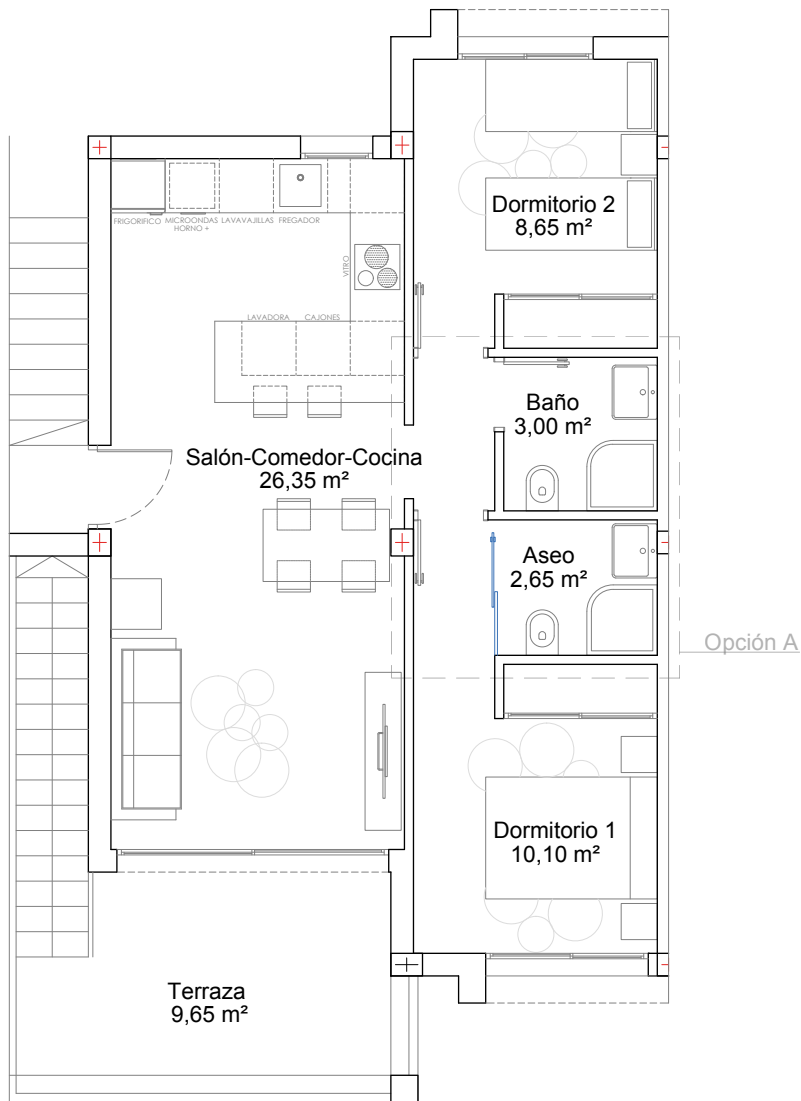 Dormitorio 2
8,65 m²
FRIGORIFICO MICROONDAS LAVAVAJILLAS FREGADOR
HORNO +
VITRO
LAVADORA CAJONES
Baño
3,00 m²
Salón-Comedor-Cocina
26,35 m²
Aseo
2,65 m²
Opción A
Dormitorio 1
10,10 m²
Terraza
9,65 m²